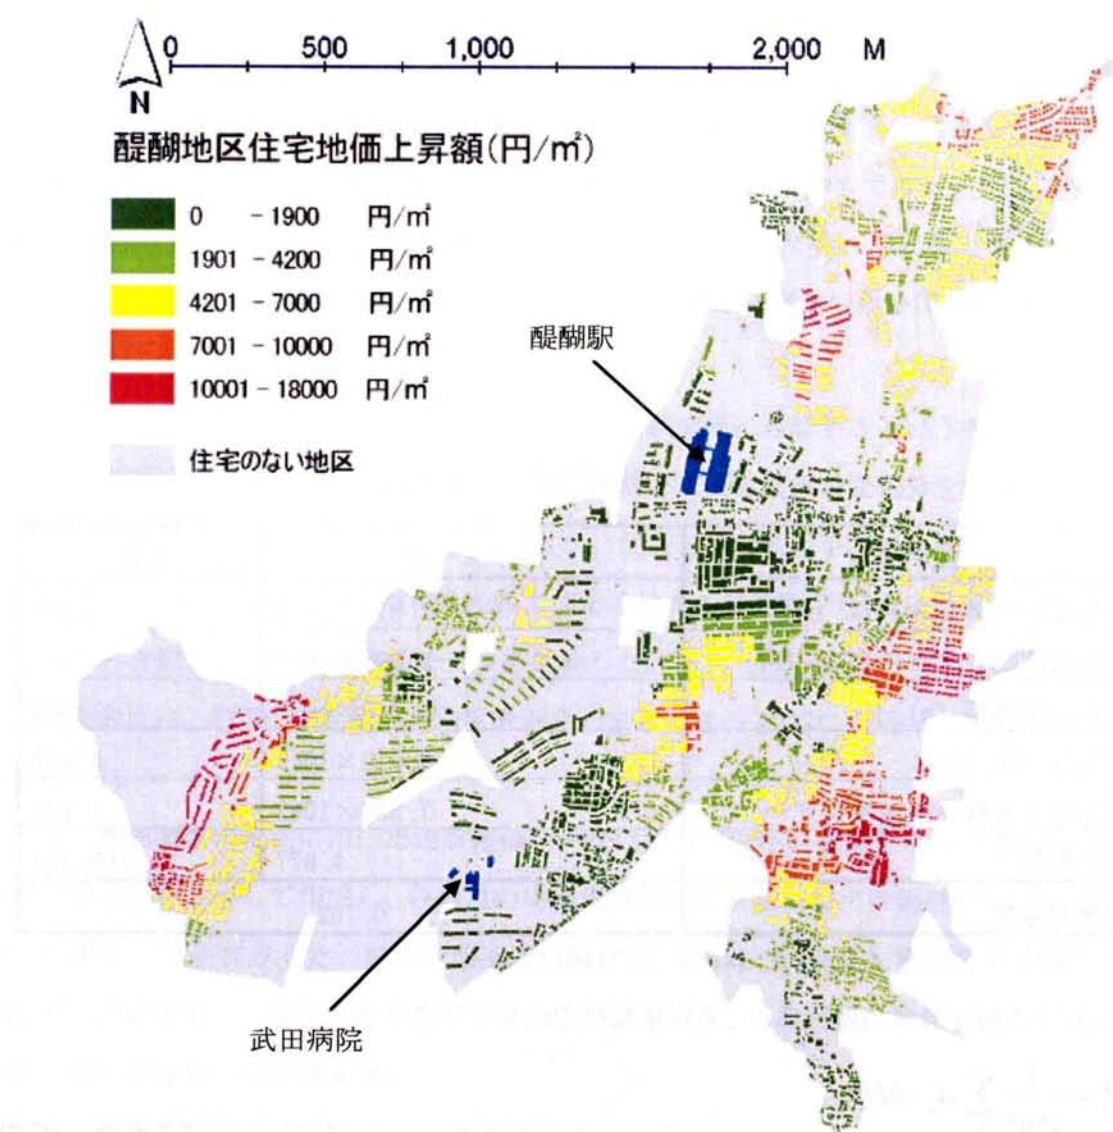 0 500 1,000 2,000 M
N
醍醐地区住宅地価上昇額(円/㎡)
0 -1900 円/㎡
1901 -4200 円/㎡
4201 -7000 円/㎡
7001 -10000 円/㎡
10001 -18000 円/㎡
住宅のない地区
醍醐駅
武田病院